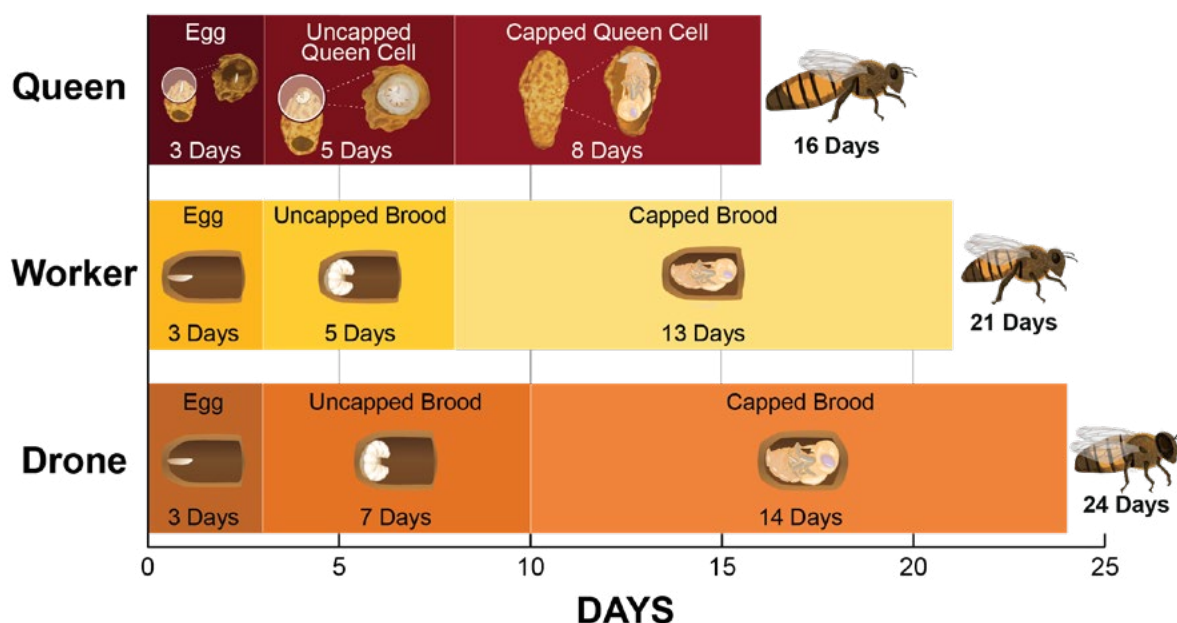 Queen
Egg
3 Days
Uncapped
Queen Cell
5 Days
Capped Queen Cell
8 Days
16 Days
Worker
Egg
3 Days
Uncapped Brood
5 Days
Capped Brood
13 Days
21 Days
Drone
Egg
3 Days
Uncapped Brood
7 Days
Capped Brood
14 Days
24 Days
0 5 10 15 20 25
DAYS